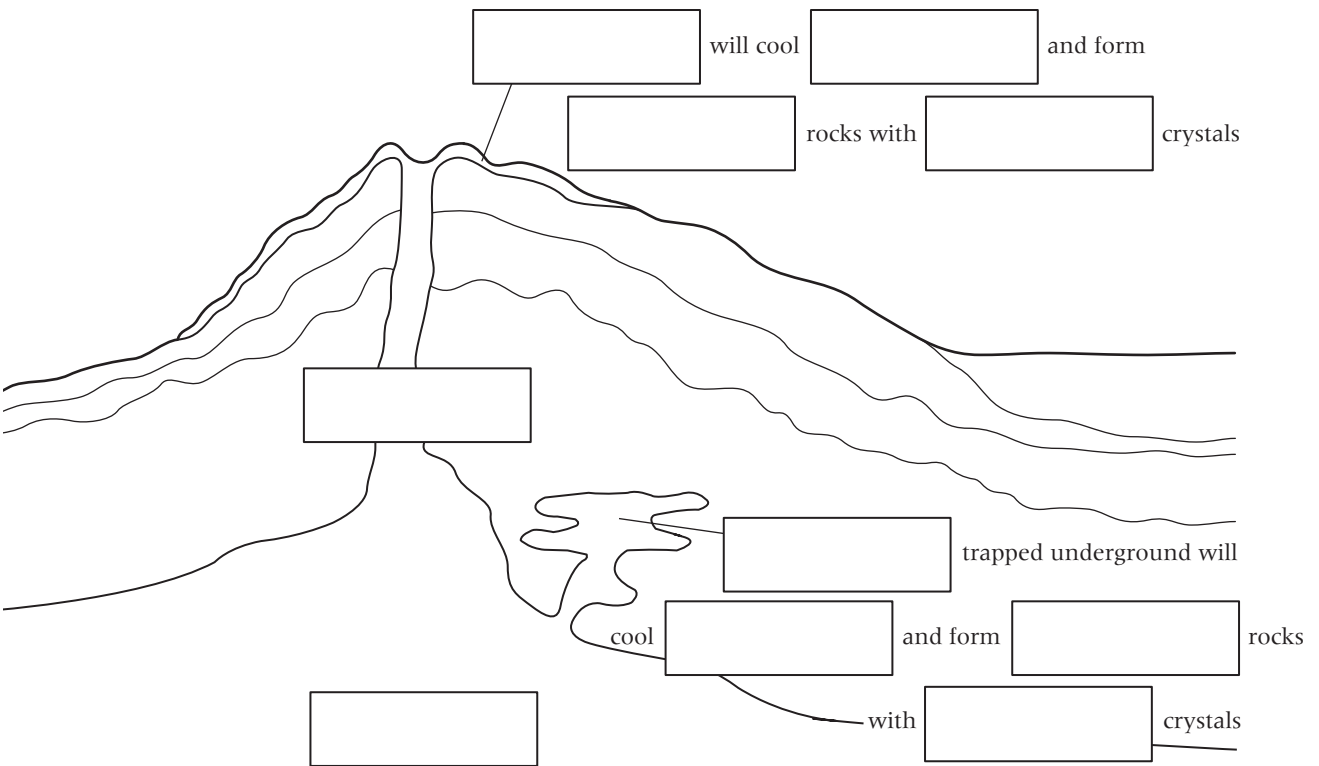 will cool and form
rocks with crystals
trapped underground will
cool and form rocks
with crystals